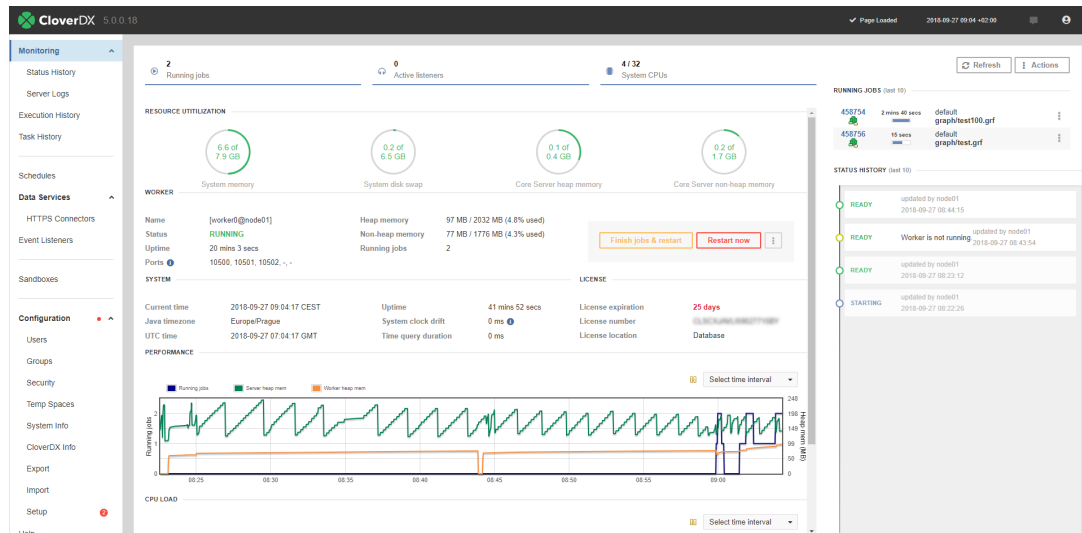 CloverDX 5.0.0.18
Page Loaded 2018-09-27 09:04 +02:00
Monitoring
Status History
Server Logs
Execution History
Task History
Schedules
Data Services
HTTPS Connectors
Event Listeners
Sandboxes
Configuration
Users
Groups
Security
Temp Spaces
System Info
CloverDX Info
Export
Import
Setup 2
Help
2
Running jobs
0
Active listeners
4 / 32
System CPUs
RESOURCE UTITILIZATION
6.6 of
7.9 GB
System memory
0.2 of
6.5 GB
System disk swap
0.1 of
0.4 GB
Core Server heap memory
0.2 of
1.7 GB
Core Server non-heap memory
WORKER
Name [worker0@node01]
Status RUNNING
Uptime 20 mins 3 secs
Ports 10500, 10501, 10502, -, -
Heap memory 97 MB / 2032 MB (4.8% used)
Non-heap memory 77 MB / 1776 MB (4.3% used)
Running jobs 2
Finish jobs & restart
Restart now
SYSTEM
Current time 2018-09-27 09:04:17 CEST
Java timezone Europe/Prague
UTC time 2018-09-27 07:04:17 GMT
Uptime 41 mins 52 secs
System clock drift 0 ms
Time query duration 0 ms
LICENSE
License expiration 25 days
License number
License location Database
PERFORMANCE
Select time interval
Running jobs Server heap mem Worker heap mem
Running jobs
2
1
0
248
198
149
99
50
0
Heap mem (MB)
08:25 08:30 08:35 08:40 08:45 08:50 08:55 09:00
CPU LOAD
Select time interval
Refresh
Actions
RUNNING JOBS (last 10)
458754 2 mins 40 secs default
graph/test100.grf
458756 15 secs default
graph/test.grf
STATUS HISTORY (last 10)
READY updated by node01
2018-09-27 08:44:15
READY Worker is not running updated by node01
2018-09-27 08:43:54
READY updated by node01
2018-09-27 08:23:12
STARTING updated by node01
2018-09-27 08:22:26